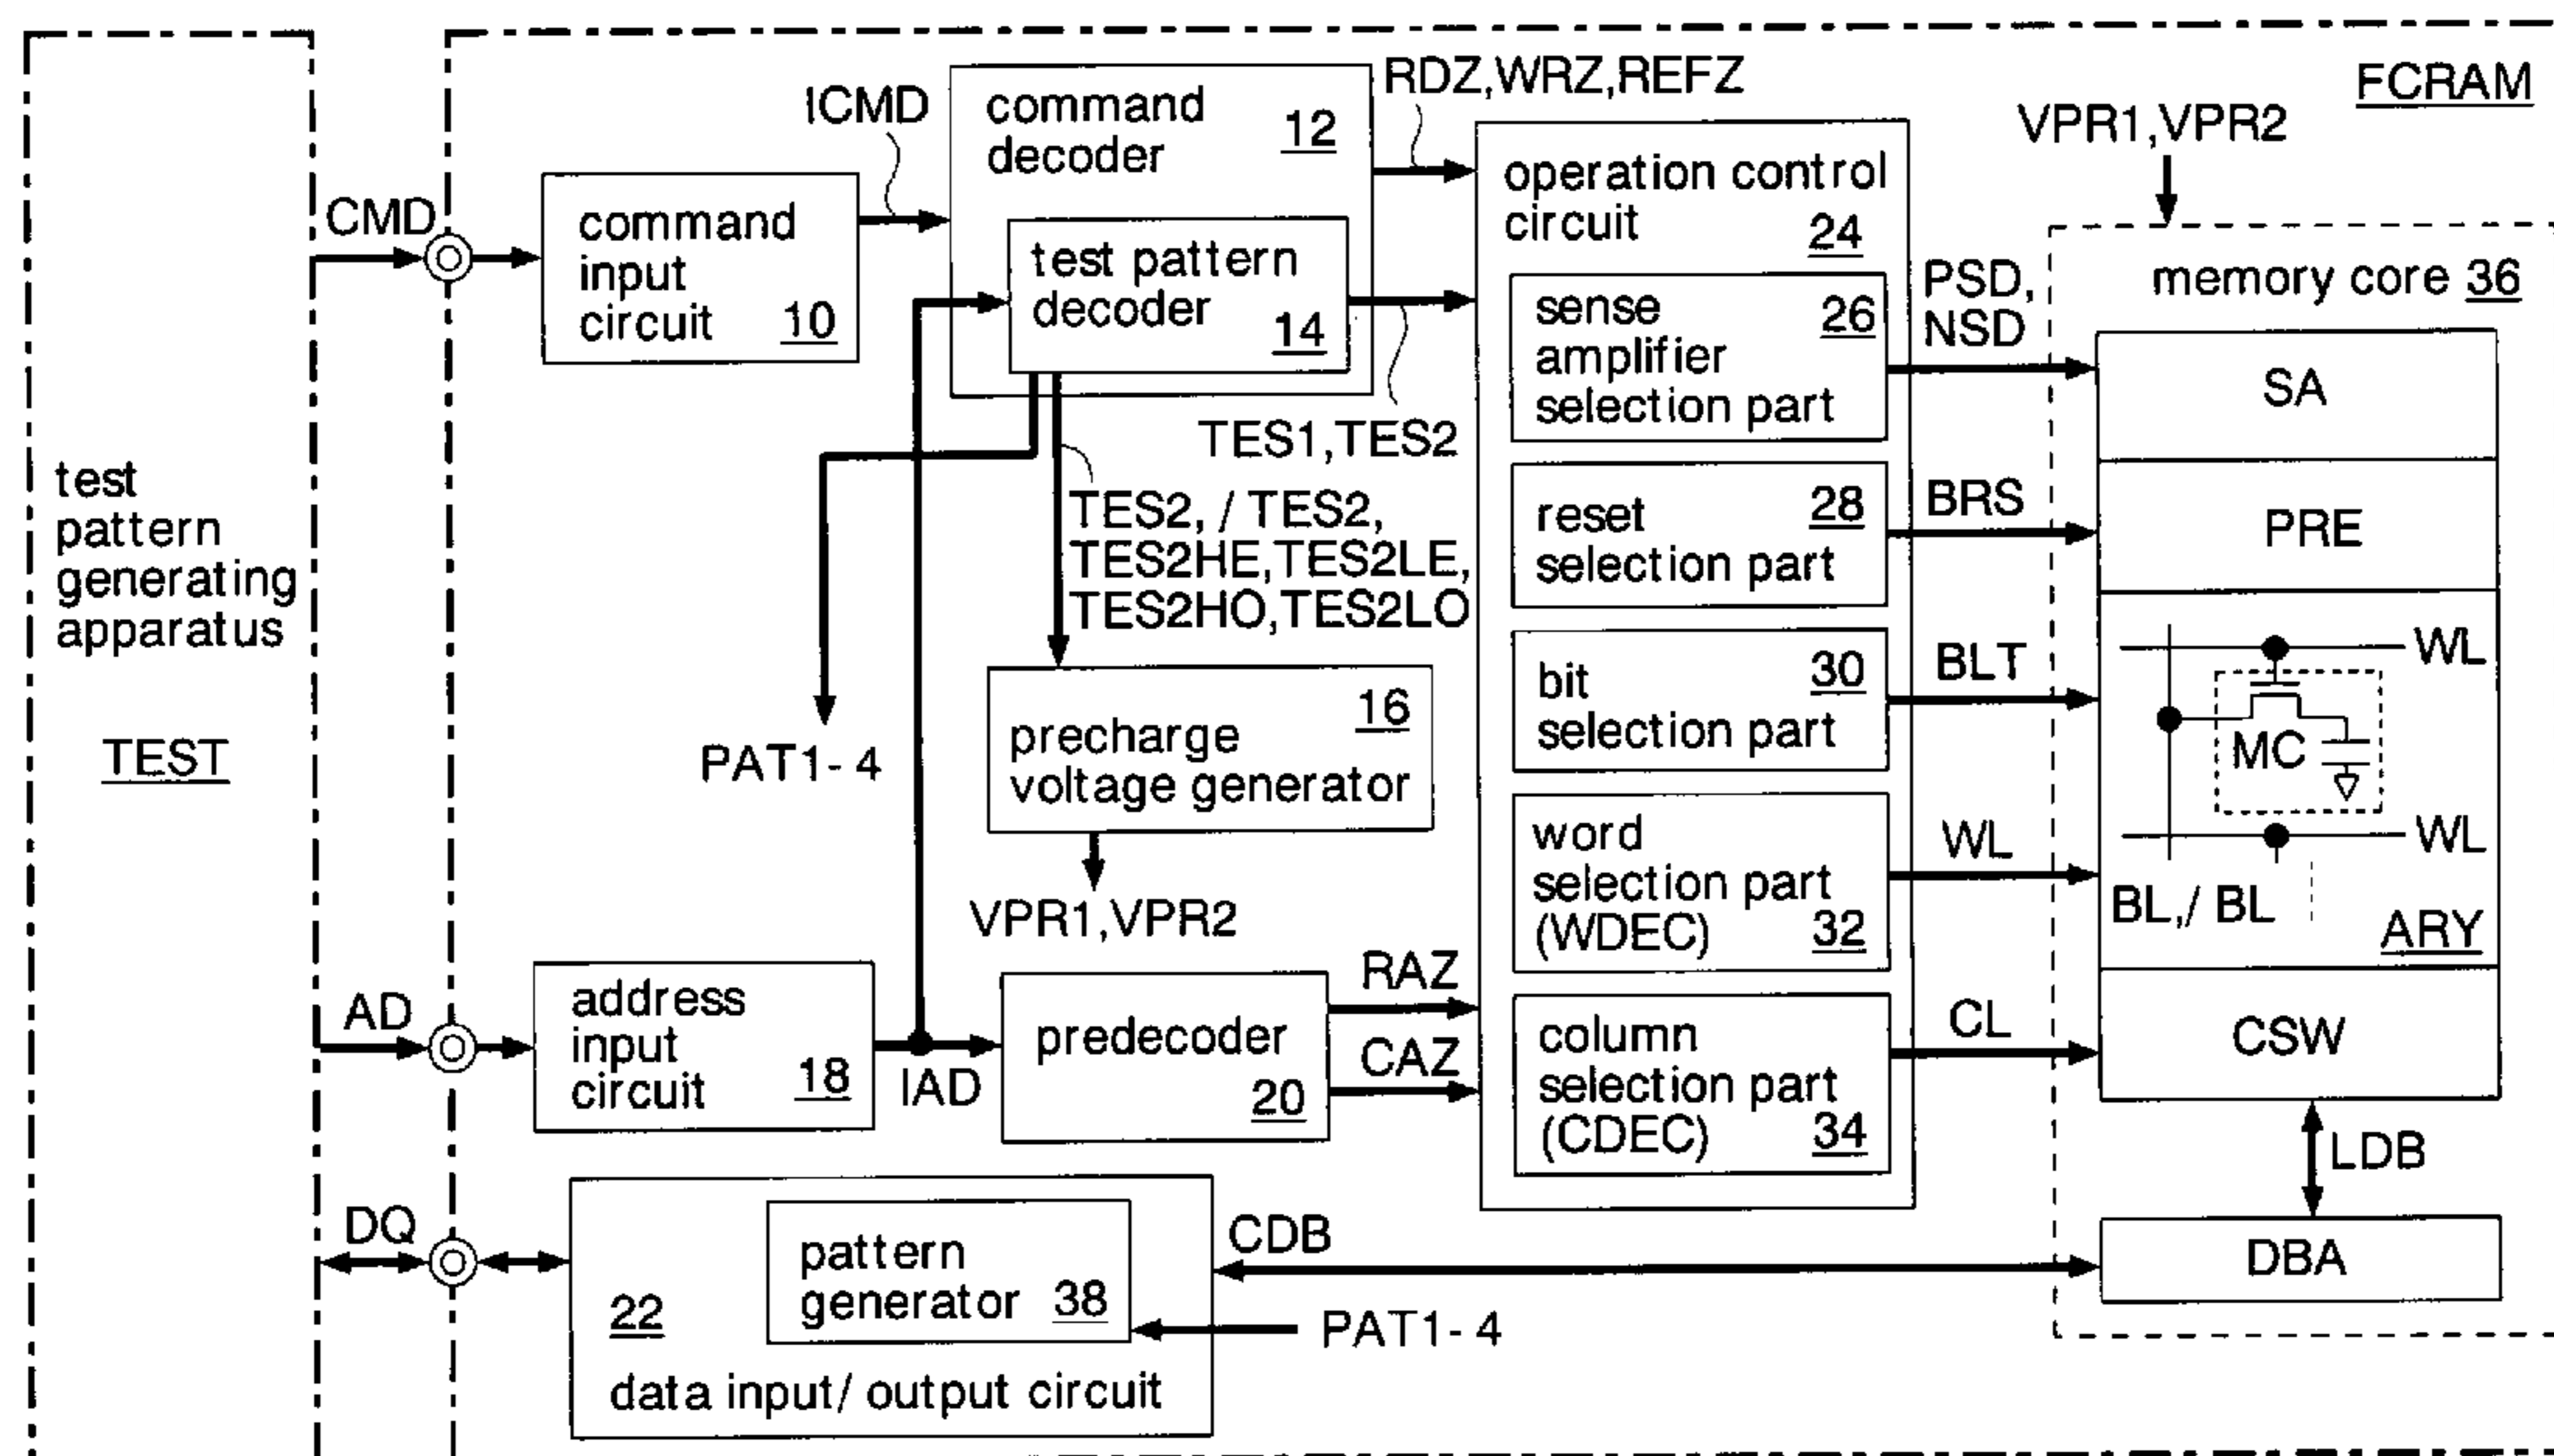 test
pattern
generating
apparatus
TEST
CMD
AD
DQ
FCRAM
command
input
circuit 10
ICMD
command
decoder 12
test pattern
decoder 14
RDZ,WRZ,REFZ
TES1,TES2
TES2, / TES2,
TES2HE,TES2LE,
TES2HO,TES2LO
PAT1- 4
precharge 16
voltage generator
VPR1,VPR2
address
input
circuit 18
IAD
predecoder
20
RAZ
CAZ
pattern
generator 38
22
data input/ output circuit
PAT1- 4
CDB
operation control
circuit 24
sense 26
amplifier
selection part
reset 28
selection part
bit 30
selection part
word
selection part
(WDEC) 32
column
selection part
(CDEC) 34
PSD,
NSD
BRS
BLT
WL
CL
VPR1,VPR2
memory core 36
SA
PRE
WL
MC
WL
BL,/ BL
ARY
CSW
LDB
DBA